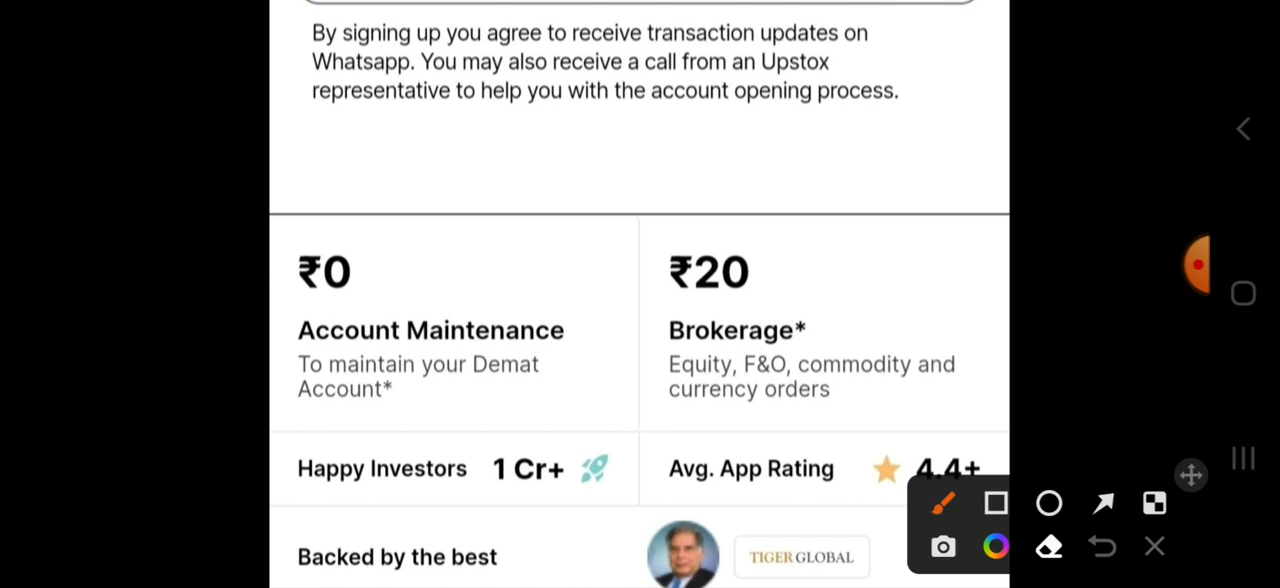 By signing up you agree to receive transaction updates on
Whatsapp. You may also receive a call from an Upstox
representative to help you with the account opening process.
₹0
Account Maintenance
To maintain your Demat
Account*
₹20
Brokerage*
Equity, F&O, commodity and
currency orders
Happy Investors 1 Cr+
Avg. App Rating 4.4+
Backed by the best
TIGER GLOBAL